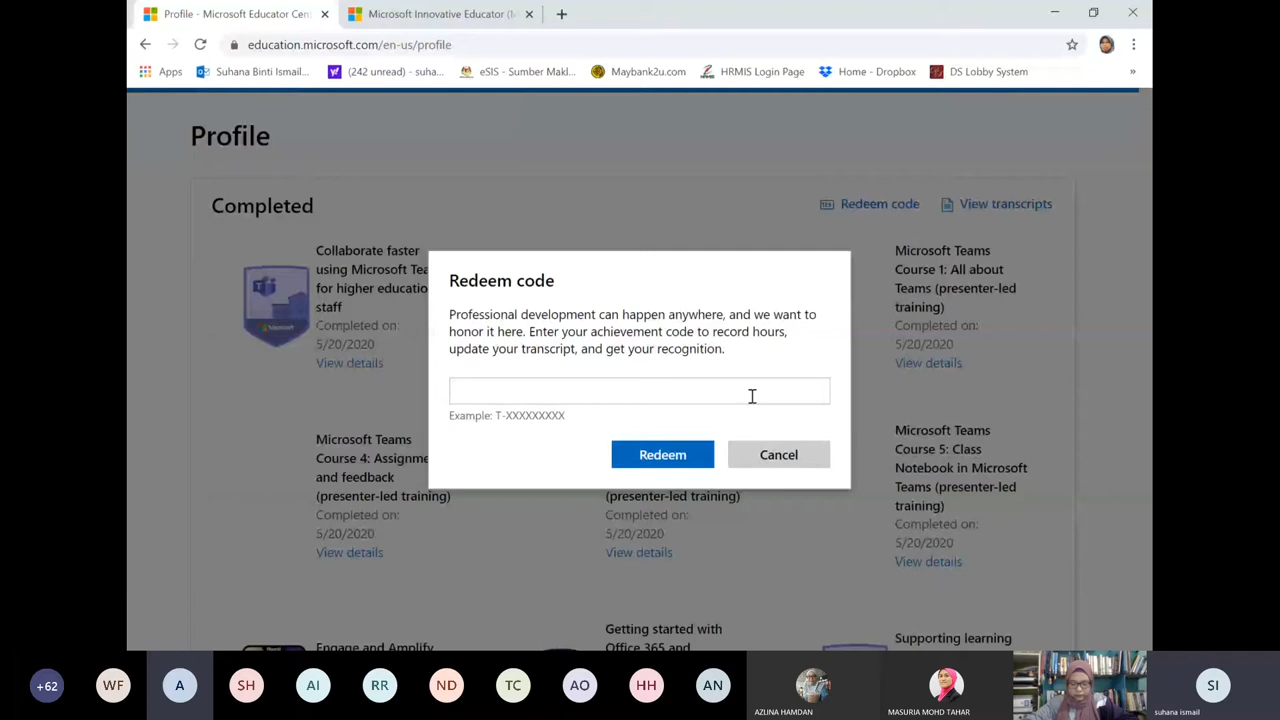 Profile - Microsoft Educator Cen
Microsoft Innovative Educator (M
education.microsoft.com/en-us/profile
Apps
Suhana Binti Ismail...
(242 unread) - suha...
eSIS - Sumber Makl...
Maybank2u.com
HRMIS Login Page
Home - Dropbox
DS Lobby System
»
Profile
Completed
Redeem code
View transcripts
Collaborate faster
using Microsoft Tea
for higher educatio
staff
Completed on:
5/20/2020
View details
Microsoft Teams
Course 1: All about
Teams (presenter-led
training)
Completed on:
5/20/2020
View details
Redeem code
Professional development can happen anywhere, and we want to
honor it here. Enter your achievement code to record hours,
update your transcript, and get your recognition.
Example: T-XXXXXXXXX
Redeem
Cancel
Microsoft Teams
Course 4: Assignme
and feedback
(presenter-led training)
Completed on:
5/20/2020
View details
(presenter-led training)
Completed on:
5/20/2020
View details
Microsoft Teams
Course 5: Class
Notebook in Microsoft
Teams (presenter-led
training)
Completed on:
5/20/2020
View details
Engage and Amplify
Getting started with
Office 365 and
Supporting learning
+62
WF
A
SH
AI
RR
ND
TC
AO
HH
AN
AZLINA HAMDAN
MASURIA MOHD TAHAR
SI
suhana ismail